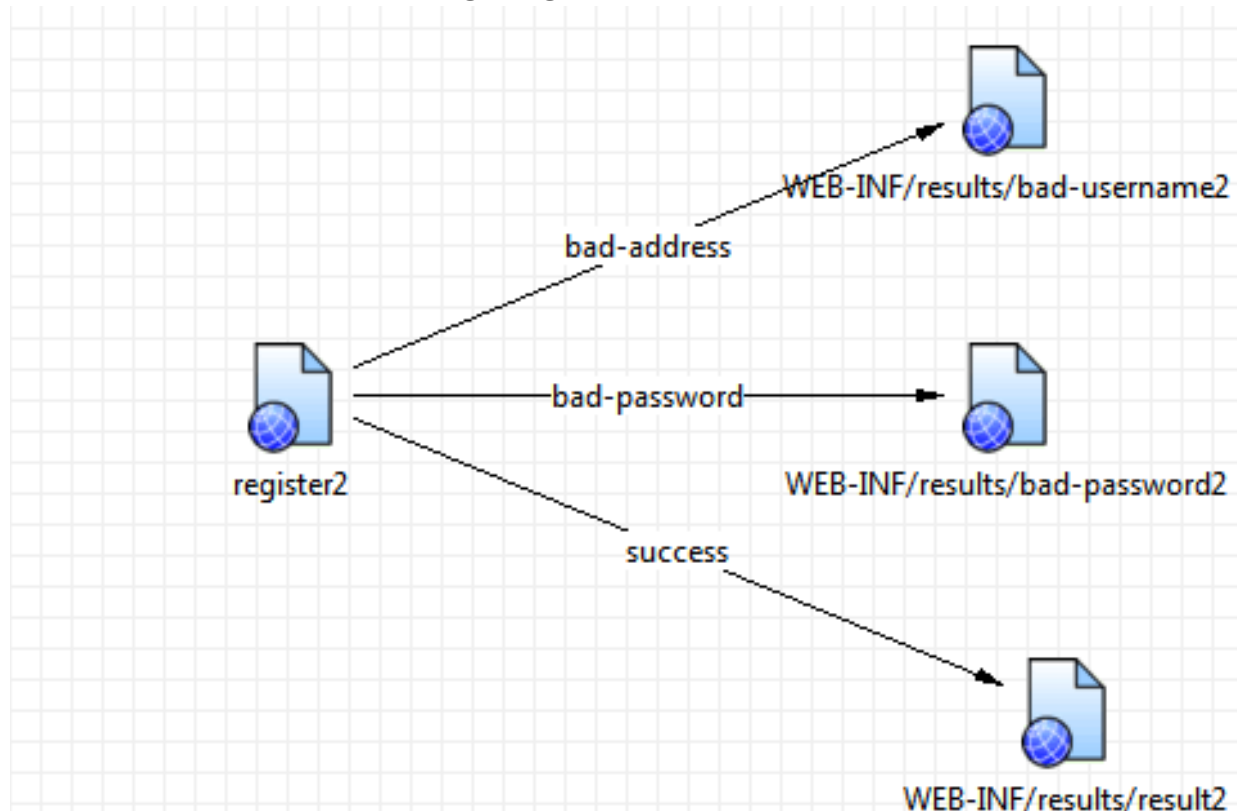 WEB-INF/results/bad-username2
bad-address
bad-password
register2
WEB-INF/results/bad-password2
success
WEB-INF/results/result2